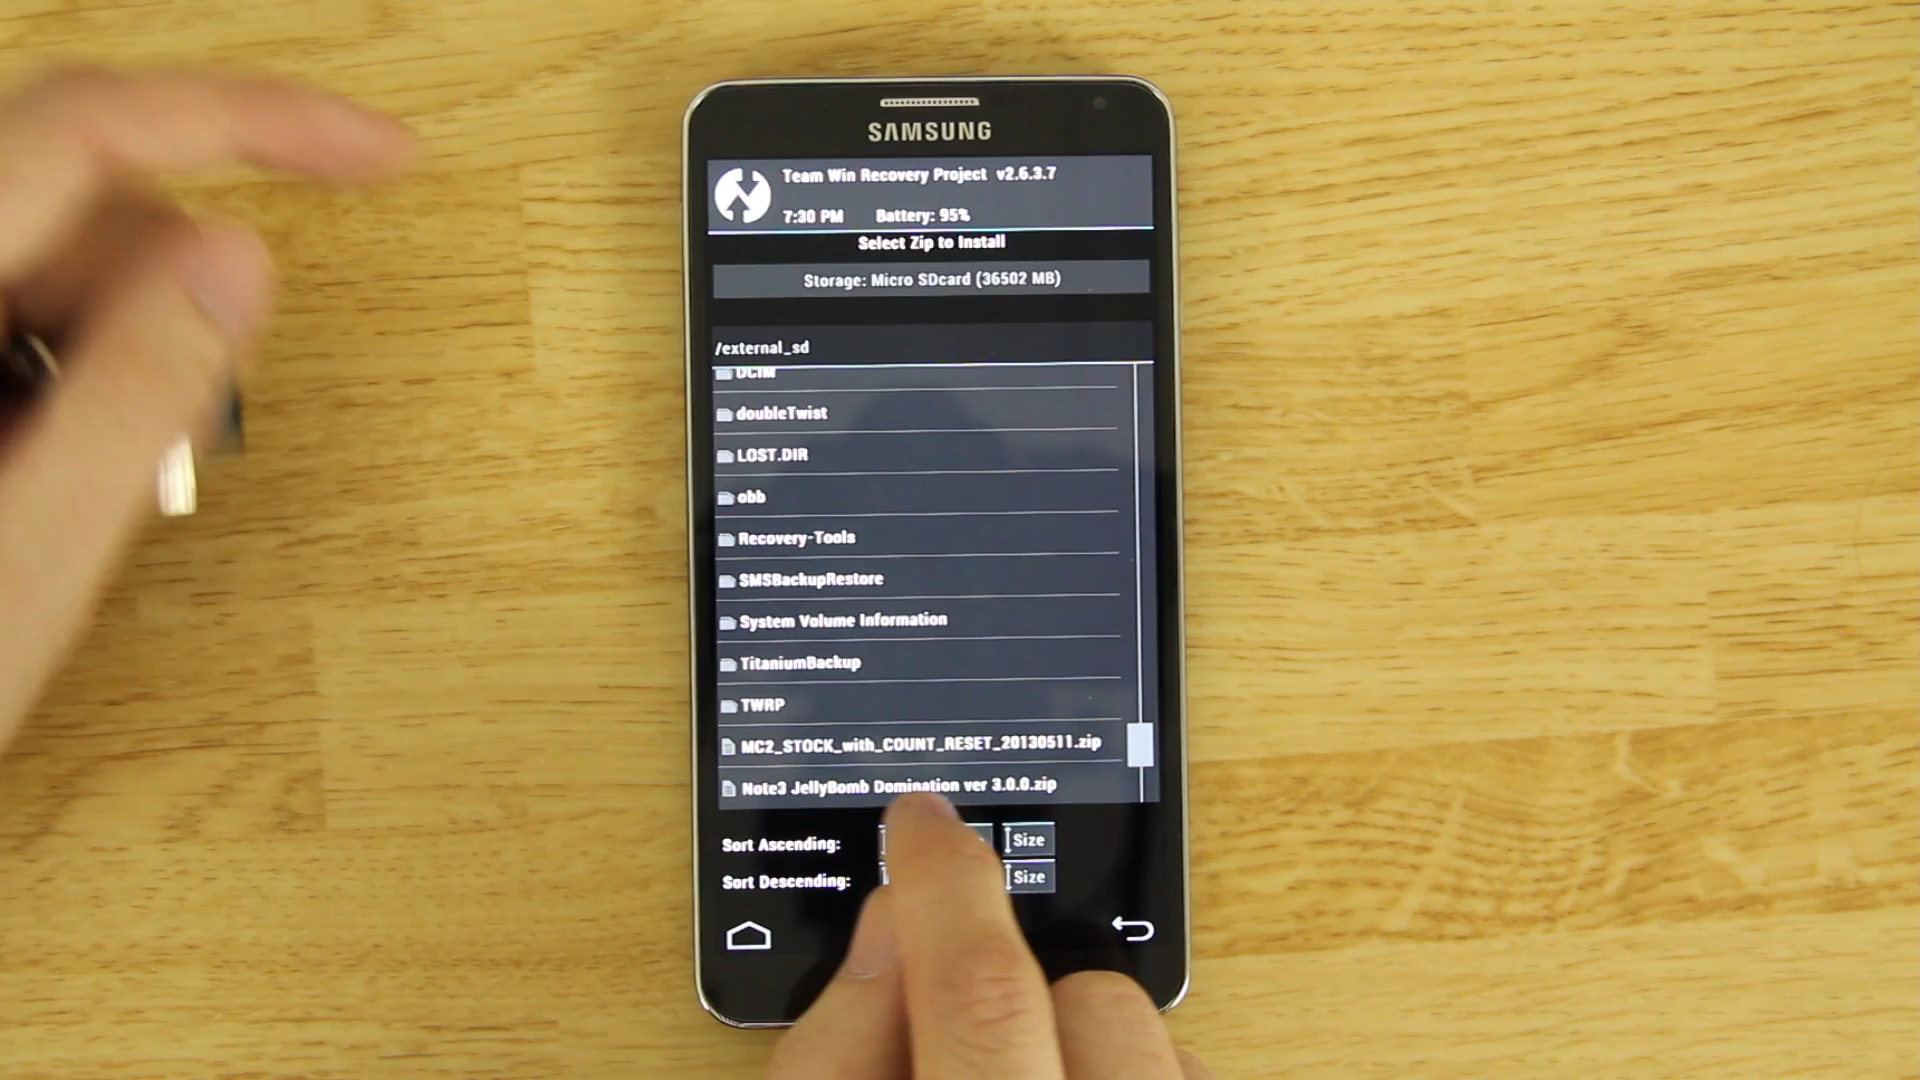 SAMSUNG
Team Win Recovery Project v2.6.3.7
7:30 PM Battery: 95%
Select Zip to Install
Storage: Micro SDcard (36502 MB)
/external_sd
DCIM
doubleTwist
LOST.DIR
obb
Recovery-Tools
SMSBackupRestore
System Volume Information
TitaniumBackup
TWRP
MC2_STOCK_with_COUNT_RESET_20130511.zip
Note3 JellyBomb Domination ver 3.0.0.zip
Sort Ascending: Size
Sort Descending: Size